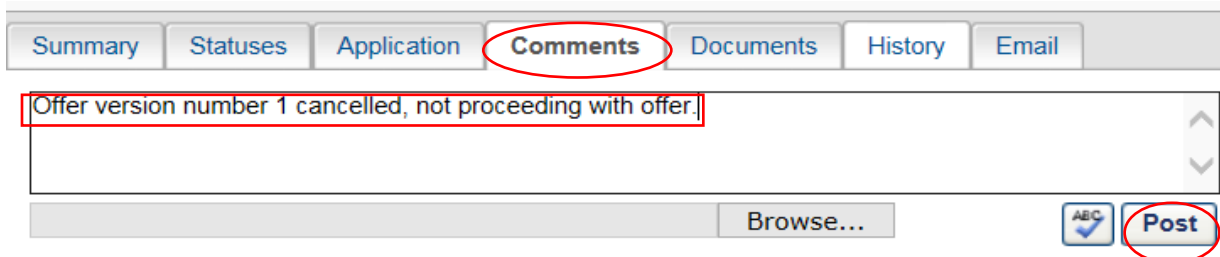 Summary Statuses Application Comments Documents History Email
Offer version number 1 cancelled, not proceeding with offer.
Browse... ABC Post